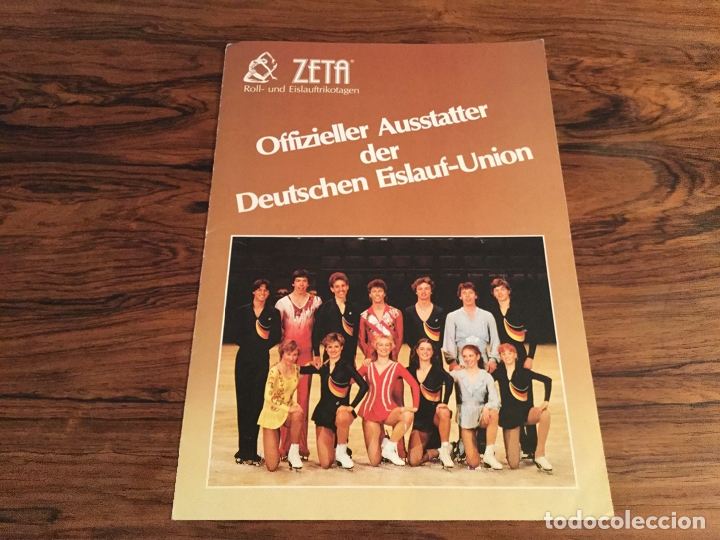 ZETA®
Roll- und Eislauftrikotagen
Offizieller Ausstatter
der
Deutschen Eislauf-Union
todocoleccion